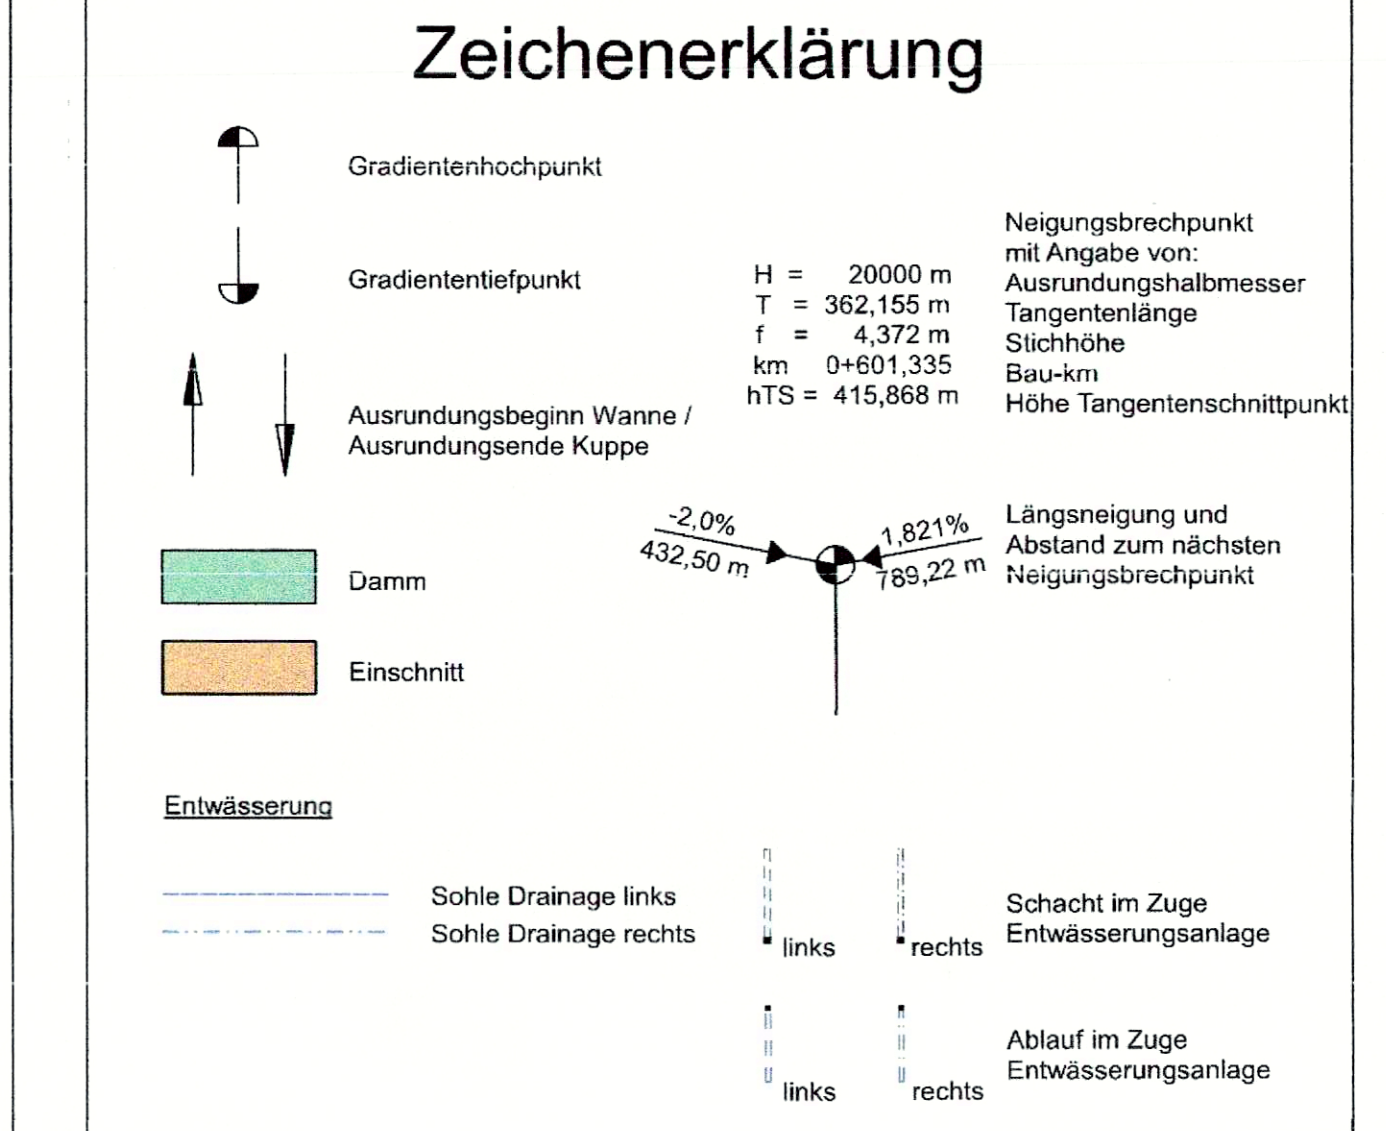 Zeichenerklärung
Gradientenhochpunkt
Gradiententiefpunkt
Ausrundungsbeginn Wanne /
Ausrundungsende Kuppe
Damm
Einschnitt
H = 20000 m
T = 362,155 m
f = 4,372 m
km 0+601,335
hTS = 415,868 m
Neigungsbrechpunkt
mit Angabe von:
Ausrundungshalbmesser
Tangentenlänge
Stichhöhe
Bau-km
Höhe Tangentenschnittpunkt
-2,0%
432,50 m
1,821%
789,22 m
Längsneigung und
Abstand zum nächsten
Neigungsbrechpunkt
Entwässerung
Sohle Drainage links
Sohle Drainage rechts
links
rechts
Schacht im Zuge
Entwässerungsanlage
links
rechts
Ablauf im Zuge
Entwässerungsanlage